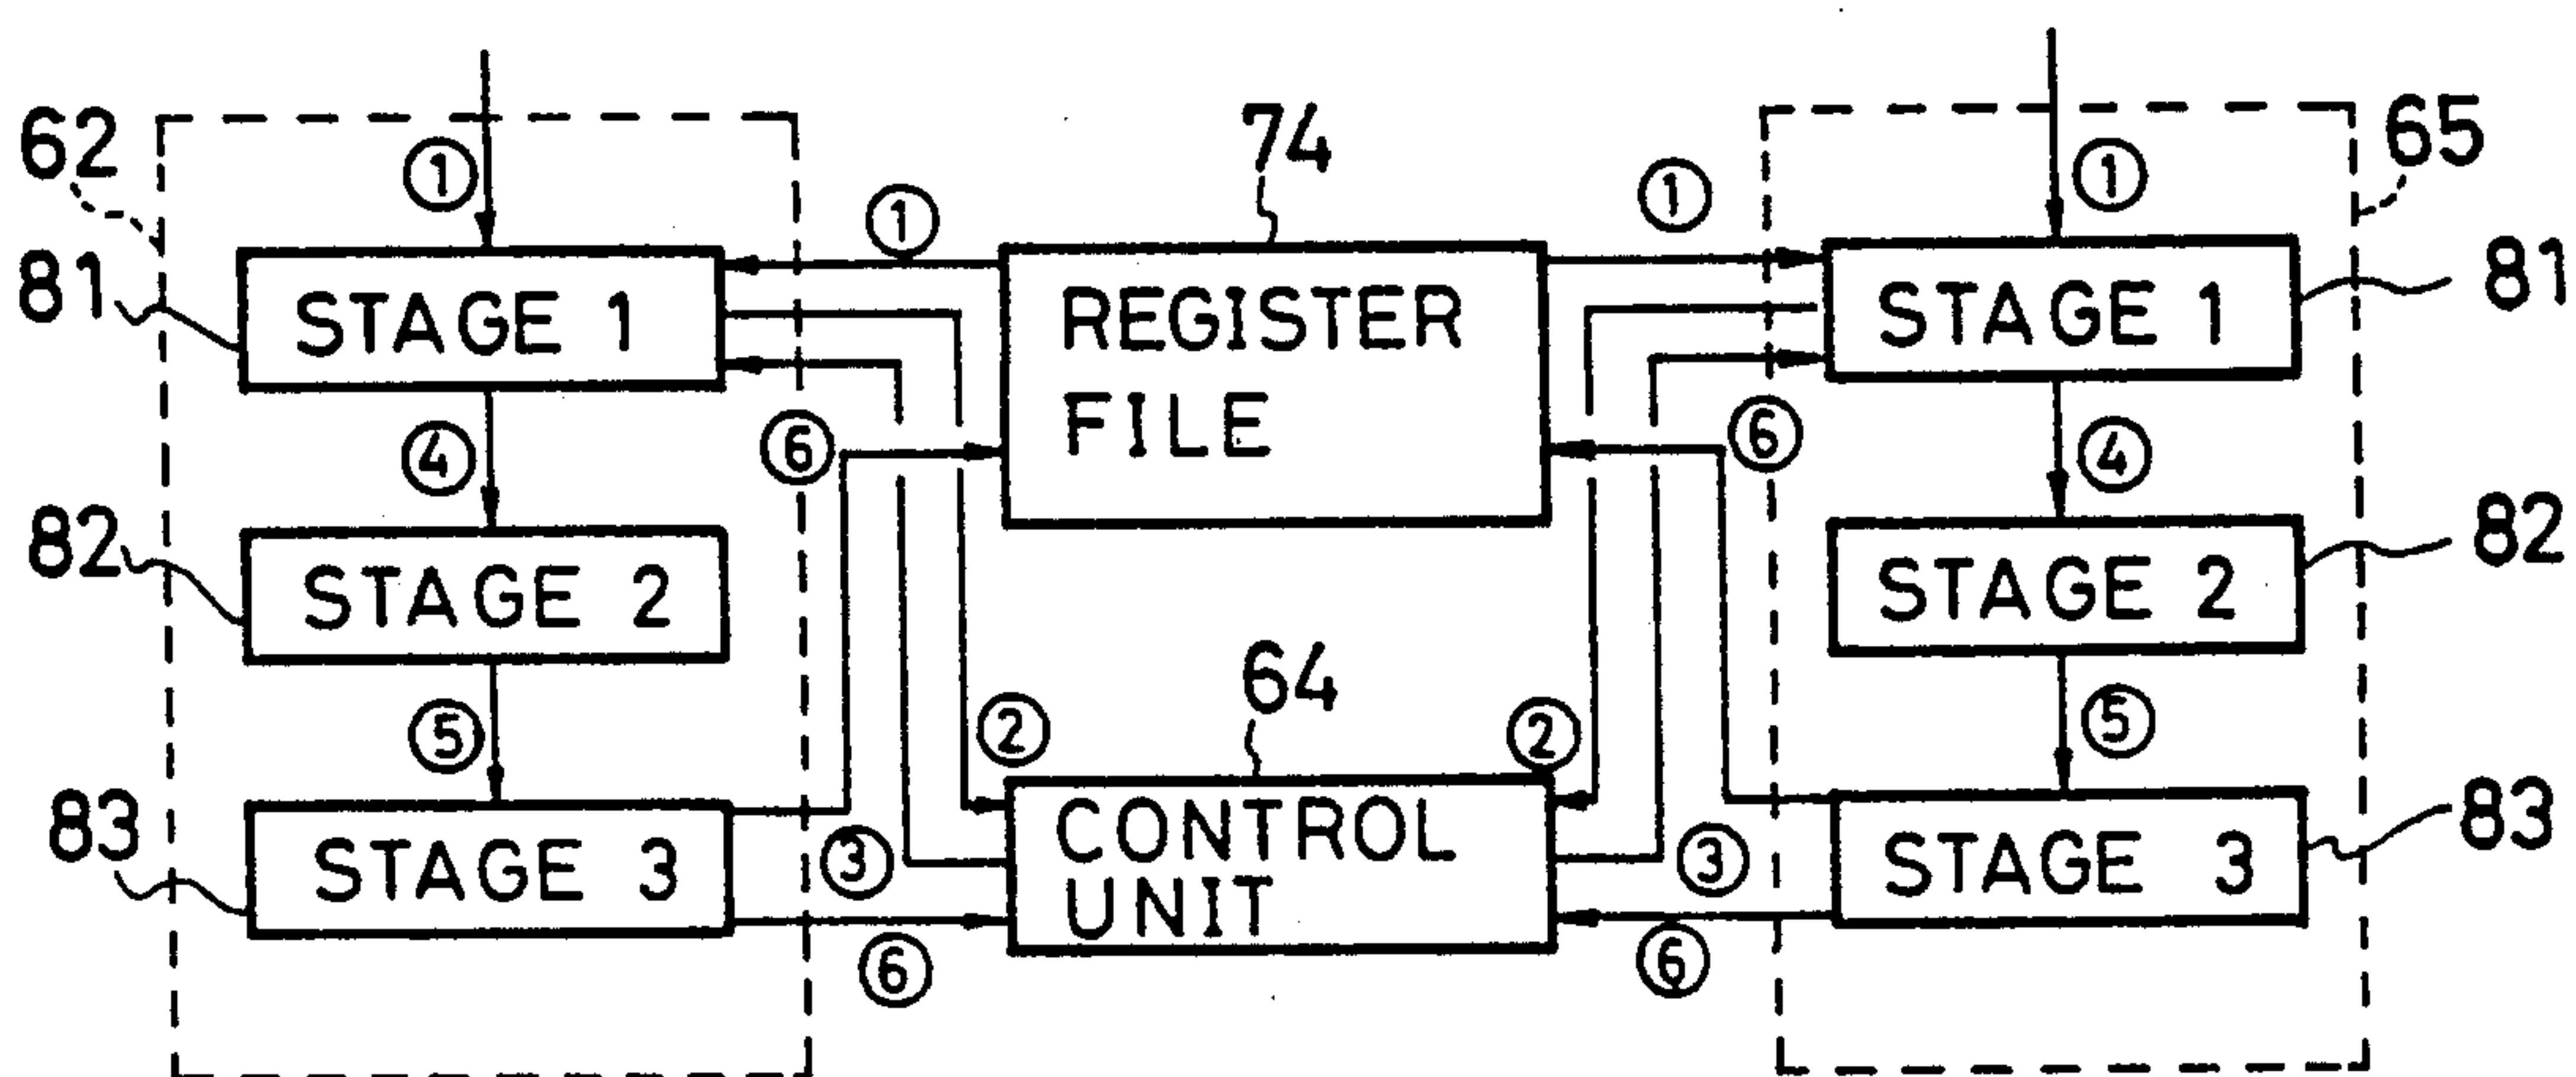 62
①
①
74
①
①
65
81
STAGE 1
REGISTER
FILE
STAGE 1
81
④
⑥
⑥
④
82
STAGE 2
STAGE 2
82
⑤
②
64
②
⑤
83
STAGE 3
③
CONTROL
UNIT
③
STAGE 3
83
⑥
⑥